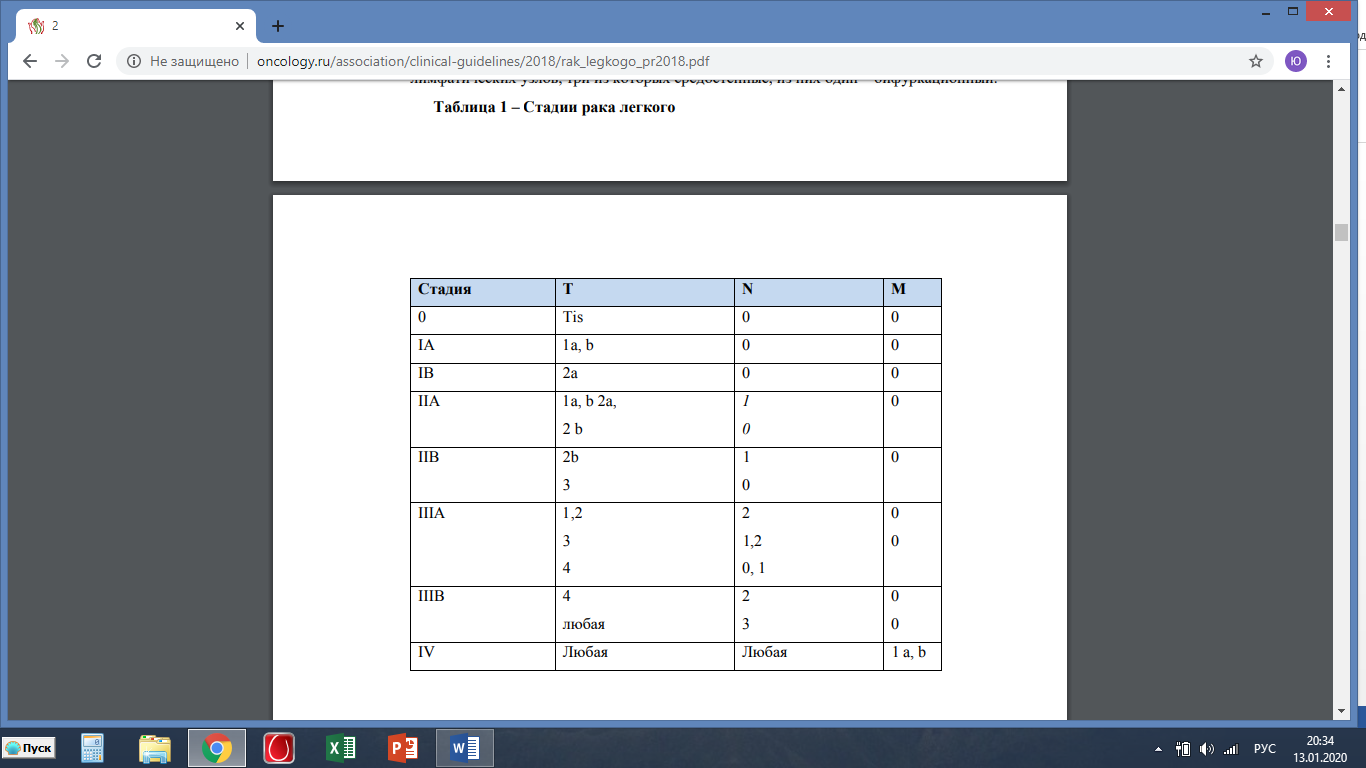 2
Не защищено
oncology.ru/association/clinical-guidelines/2018/rak_legkogo_pr2018.pdf
Ю
Таблица 1 – Стадии рака легкого
Стадия T N M
0 Tis 0 0
IA 1a, b 0 0
IB 2a 0 0
IIA 1a, b 2a, 1 0
2 b 0
IIB 2b 1 0
3 0
IIIA 1,2 2 0
3 1,2 0
4 0, 1
IIIB 4 2 0
любая 3 0
IV Любая Любая 1 a, b
Пуск
РУС
20:34
13.01.2020